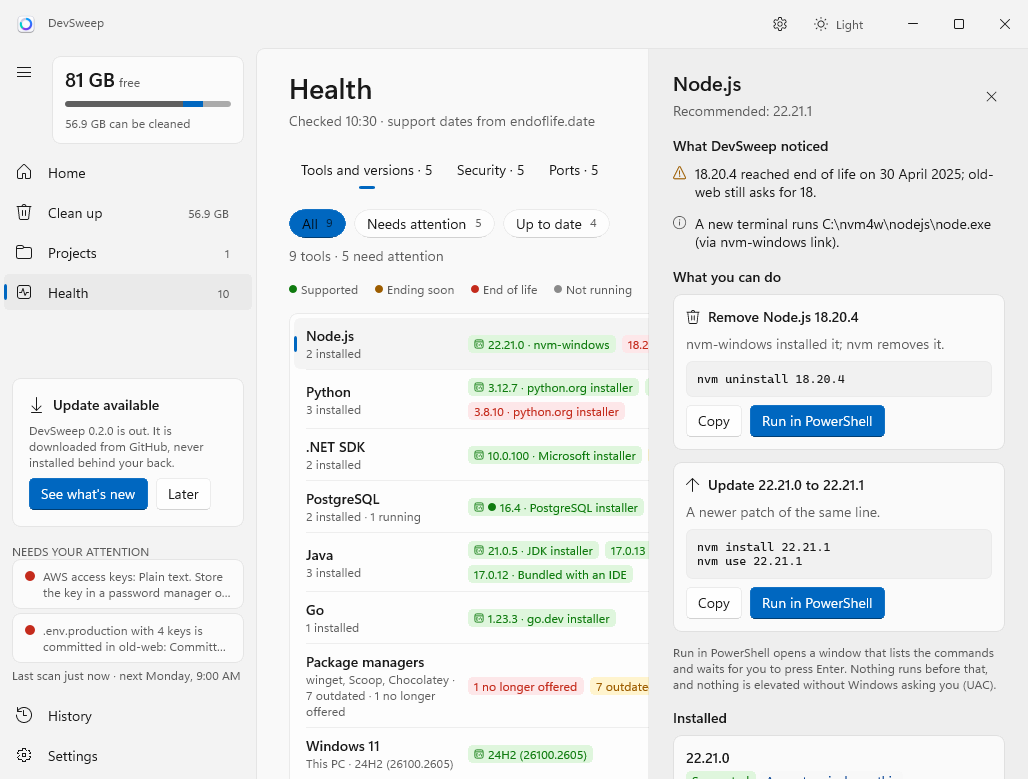 DevSweep
Light
81 GB free
56.9 GB can be cleaned
Home
Clean up 56.9 GB
Projects 1
Health 10
Update available
DevSweep 0.2.0 is out. It is
downloaded from GitHub, never
installed behind your back.
See what's new
Later
NEEDS YOUR ATTENTION
AWS access keys: Plain text. Store
the key in a password manager o...
.env.production with 4 keys is
committed in old-web: Committ...
Last scan just now · next Monday, 9:00 AM
History
Settings
Health
Checked 10:30 · support dates from endoflife.date
Tools and versions · 5
Security · 5
Ports · 5
All 9
Needs attention 5
Up to date 4
9 tools · 5 need attention
Supported
Ending soon
End of life
Not running
Node.js
2 installed
22.21.0 · nvm-windows
18.2
Python
3 installed
3.12.7 · python.org installer
3.8.10 · python.org installer
.NET SDK
2 installed
10.0.100 · Microsoft installer
PostgreSQL
2 installed · 1 running
16.4 · PostgreSQL installer
Java
3 installed
21.0.5 · JDK installer
17.0.13
17.0.12 · Bundled with an IDE
Go
1 installed
1.23.3 · go.dev installer
Package managers
winget, Scoop, Chocolatey ·
7 outdated · 1 no longer
offered
1 no longer offered
7 outdate
Windows 11
This PC · 24H2 (26100.2605)
24H2 (26100.2605)
Node.js
Recommended: 22.21.1
What DevSweep noticed
18.20.4 reached end of life on 30 April 2025; old-
web still asks for 18.
A new terminal runs C:\nvm4w\nodejs\node.exe
(via nvm-windows link).
What you can do
Remove Node.js 18.20.4
nvm-windows installed it; nvm removes it.
nvm uninstall 18.20.4
Copy
Run in PowerShell
Update 22.21.0 to 22.21.1
A newer patch of the same line.
nvm install 22.21.1
nvm use 22.21.1
Copy
Run in PowerShell
Run in PowerShell opens a window that lists the commands
and waits for you to press Enter. Nothing runs before that,
and nothing is elevated without Windows asking you (UAC).
Installed
22.21.0